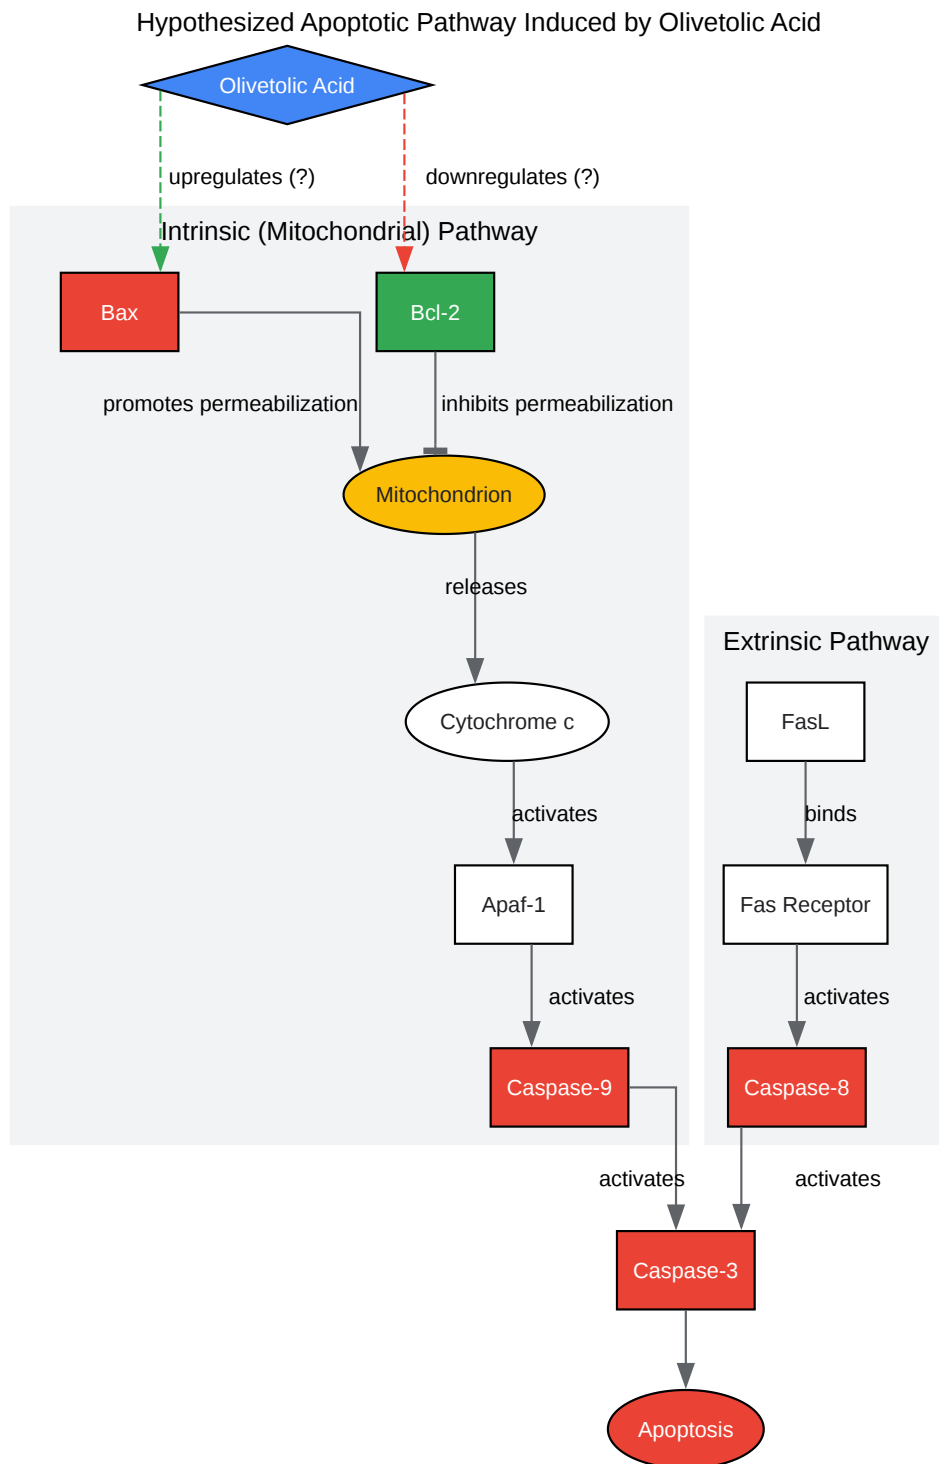 Hypothesized Apoptotic Pathway Induced by Olivetolic Acid
Olivetolic Acid
upregulates (?)
downregulates (?)
Intrinsic (Mitochondrial) Pathway
Bax
Bcl-2
promotes permeabilization
inhibits permeabilization
Mitochondrion
releases
Extrinsic Pathway
Cytochrome c
FasL
activates
binds
Apaf-1
Fas Receptor
activates
activates
Caspase-9
Caspase-8
activates
activates
Caspase-3
Apoptosis